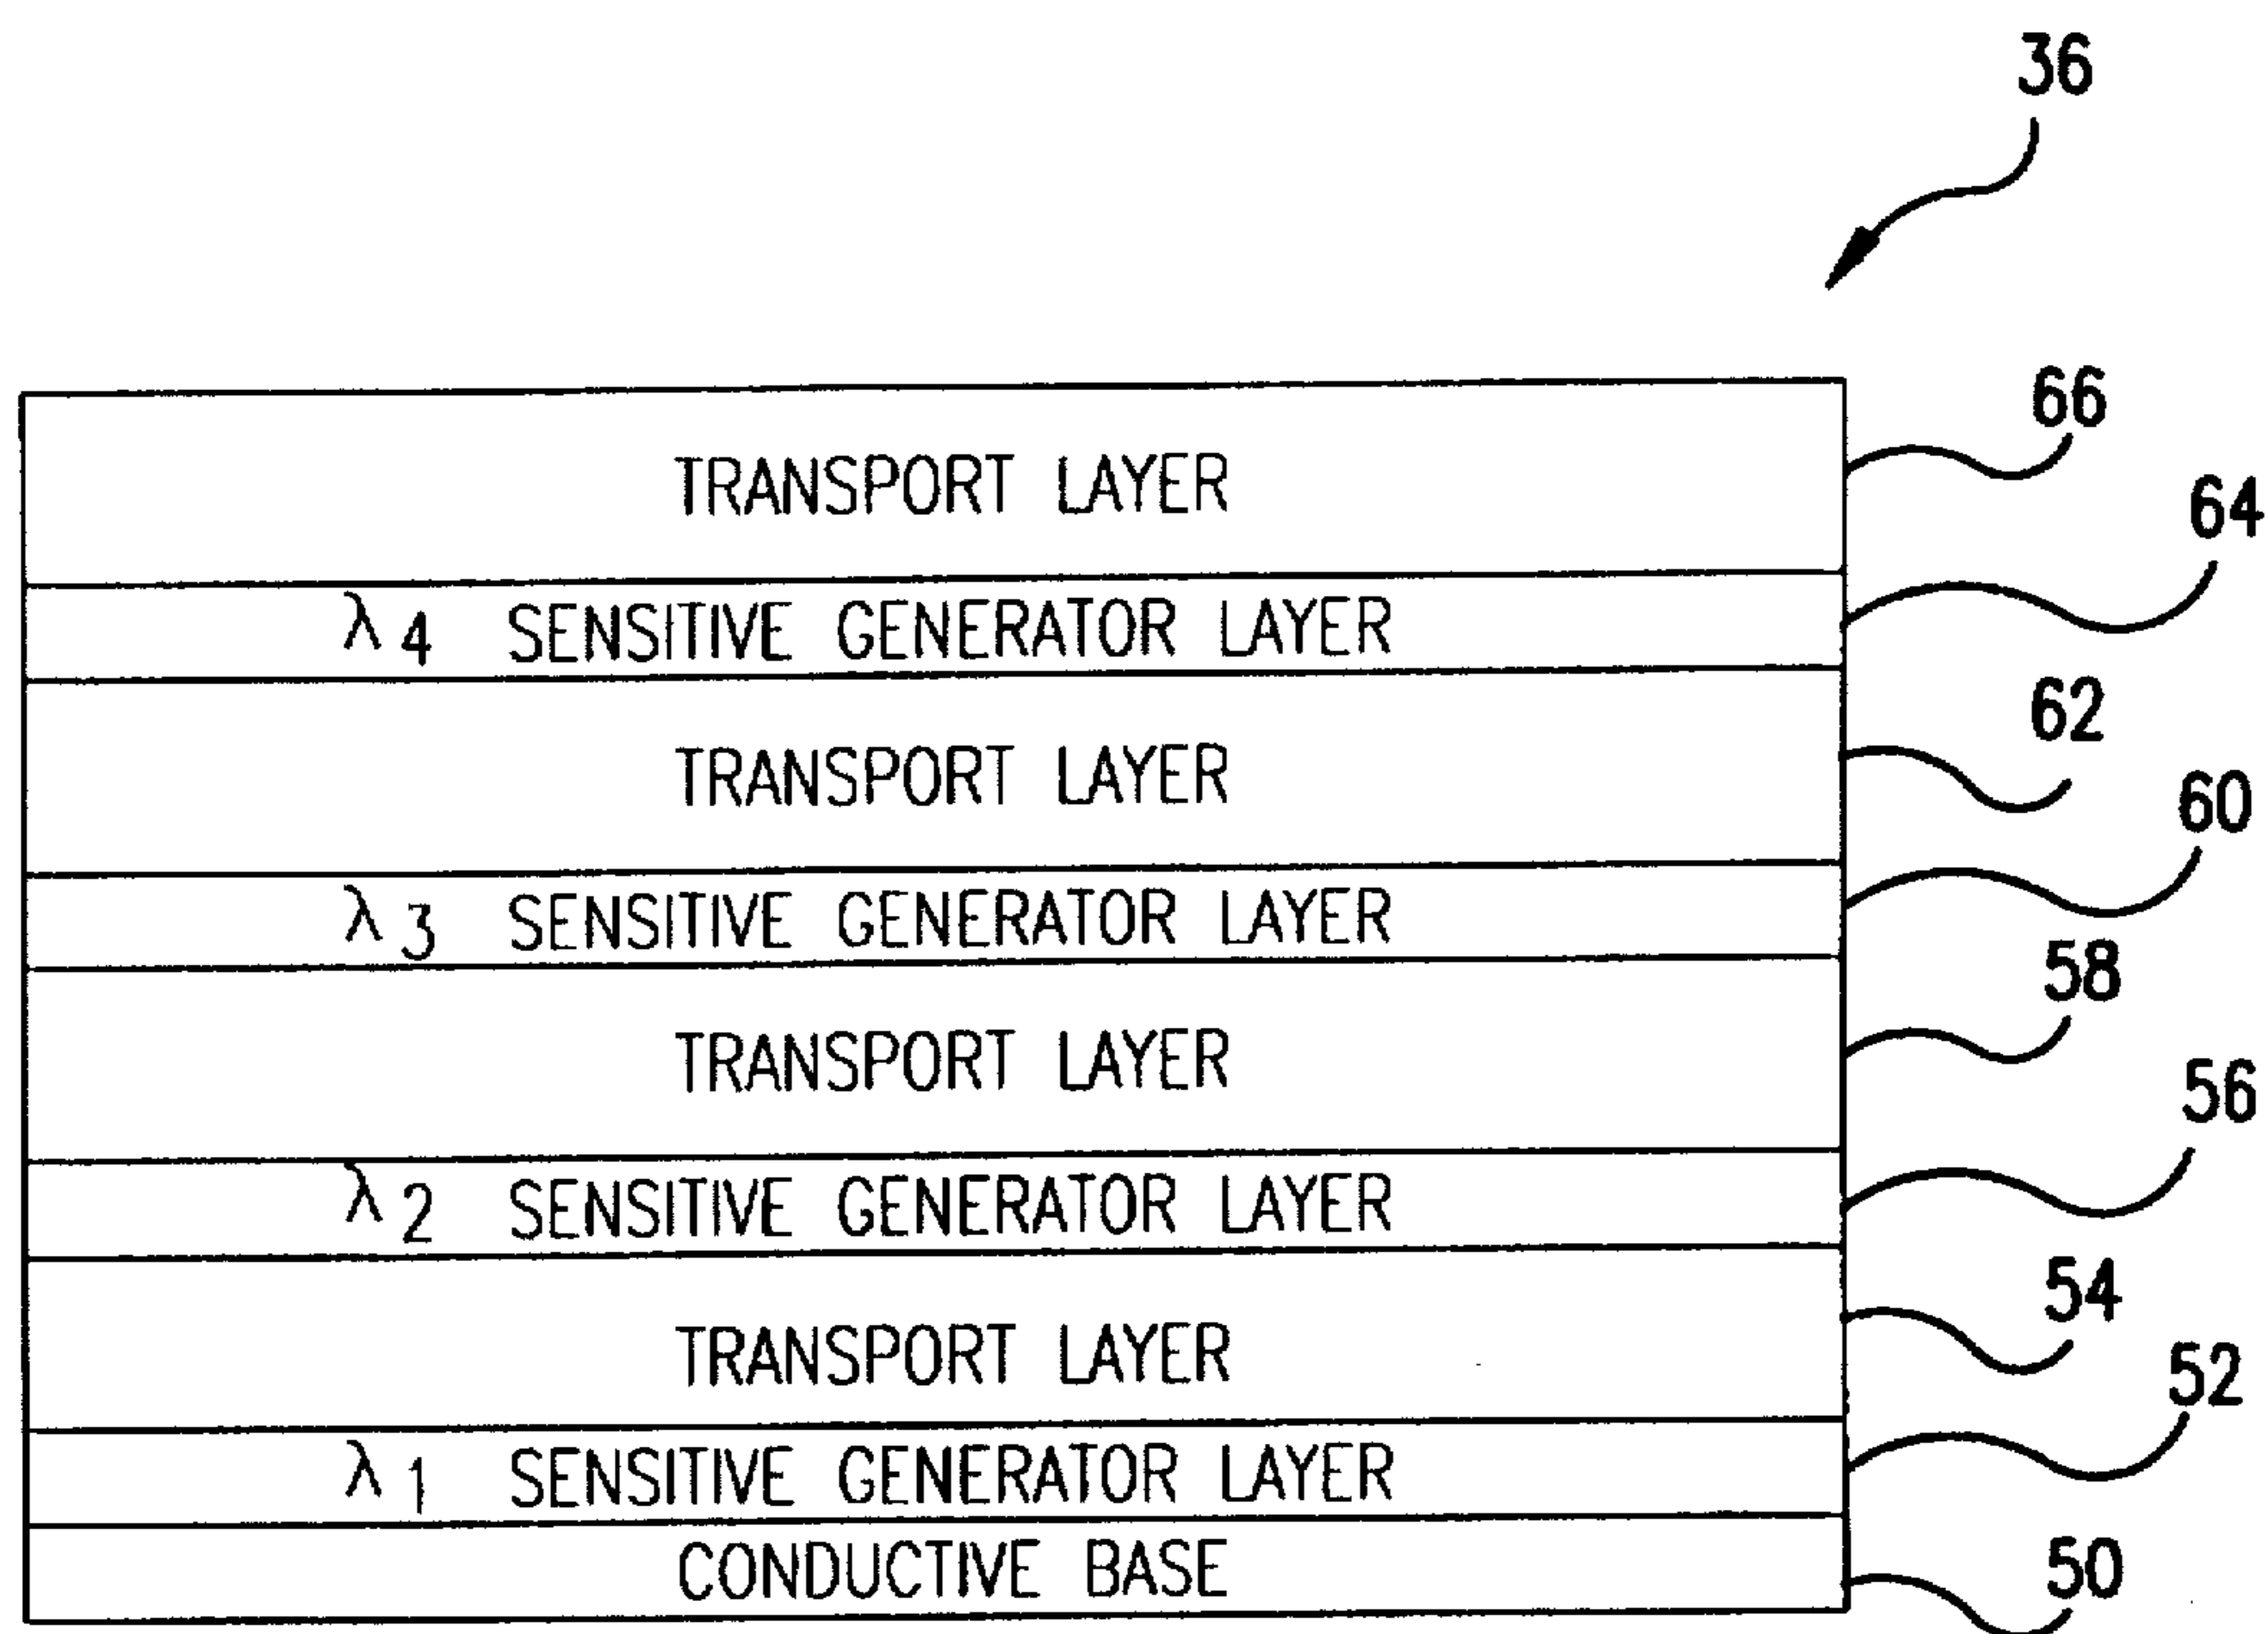 36
TRANSPORT LAYER 66
λ4 SENSITIVE GENERATOR LAYER 64
TRANSPORT LAYER 62
λ3 SENSITIVE GENERATOR LAYER 60
TRANSPORT LAYER 58
λ2 SENSITIVE GENERATOR LAYER 56
TRANSPORT LAYER 54
λ1 SENSITIVE GENERATOR LAYER 52
CONDUCTIVE BASE 50